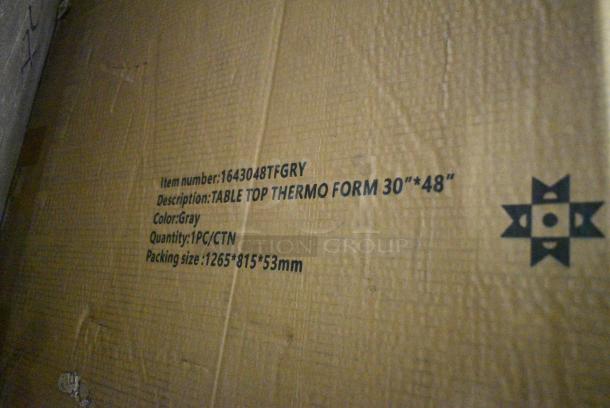 Item number:1643048TFGRY
Description:TABLE TOP THERMO FORM 30"*48"
Color:Gray
Quantity:1PC/CTN
GROUP
Packing size :1265*815*53mm